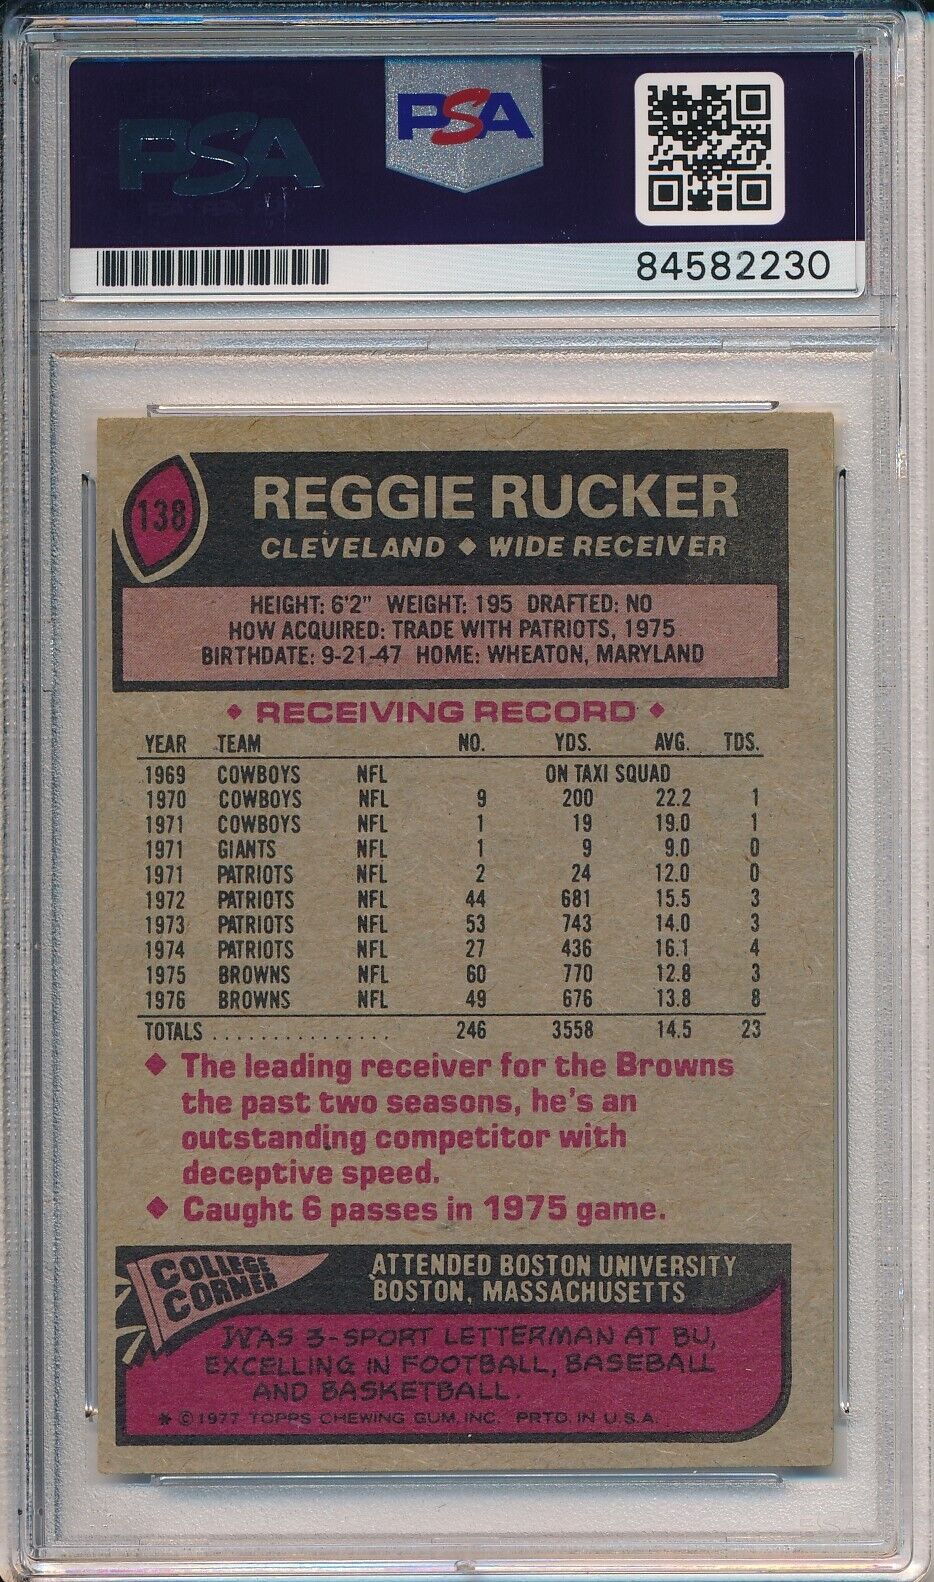 PSA
PSA
84582230
138
REGGIE RUCKER
CLEVELAND ◆ WIDE RECEIVER
HEIGHT: 6'2" WEIGHT: 195 DRAFTED: NO
HOW ACQUIRED: TRADE WITH PATRIOTS, 1975
BIRTHDATE: 9-21-47 HOME: WHEATON, MARYLAND
◆ RECEIVING RECORD ◆
YEAR TEAM NO. YDS. AVG. TDS.
1969 COWBOYS NFL ON TAXI SQUAD
1970 COWBOYS NFL 9 200 22.2 1
1971 COWBOYS NFL 1 19 19.0 1
1971 GIANTS NFL 1 9 9.0 0
1971 PATRIOTS NFL 2 24 12.0 0
1972 PATRIOTS NFL 44 681 15.5 3
1973 PATRIOTS NFL 53 743 14.0 3
1974 PATRIOTS NFL 27 436 16.1 4
1975 BROWNS NFL 60 770 12.8 3
1976 BROWNS NFL 49 676 13.8 8
TOTALS ................ 246 3558 14.5 23
◆ The leading receiver for the Browns
the past two seasons, he's an
outstanding competitor with
deceptive speed.
◆ Caught 6 passes in 1975 game.
COLLEGE
CORNER
ATTENDED BOSTON UNIVERSITY
BOSTON, MASSACHUSETTS
WAS 3-SPORT LETTERMAN AT BU,
EXCELLING IN FOOTBALL, BASEBALL
AND BASKETBALL.
* © 1977 TOPPS CHEWING GUM, INC. PRTD. IN U.S.A.